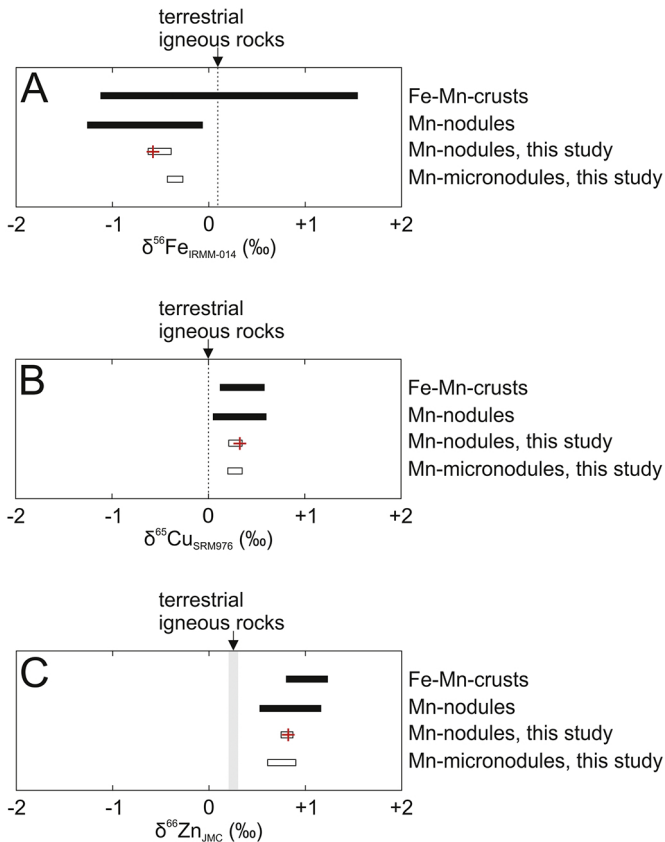 terrestrial
igneous rocks
A
Fe-Mn-crusts
Mn-nodules
Mn-nodules, this study
Mn-micronodules, this study
-2 -1 0 +1 +2
δ⁵⁶Fe_IRMM-014 (‰)
terrestrial
igneous rocks
B
Fe-Mn-crusts
Mn-nodules
Mn-nodules, this study
Mn-micronodules, this study
-2 -1 0 +1 +2
δ⁶⁵Cu_SRM976 (‰)
terrestrial
igneous rocks
C
Fe-Mn-crusts
Mn-nodules
Mn-nodules, this study
Mn-micronodules, this study
-2 -1 0 +1 +2
δ⁶⁶Zn_JMC (‰)